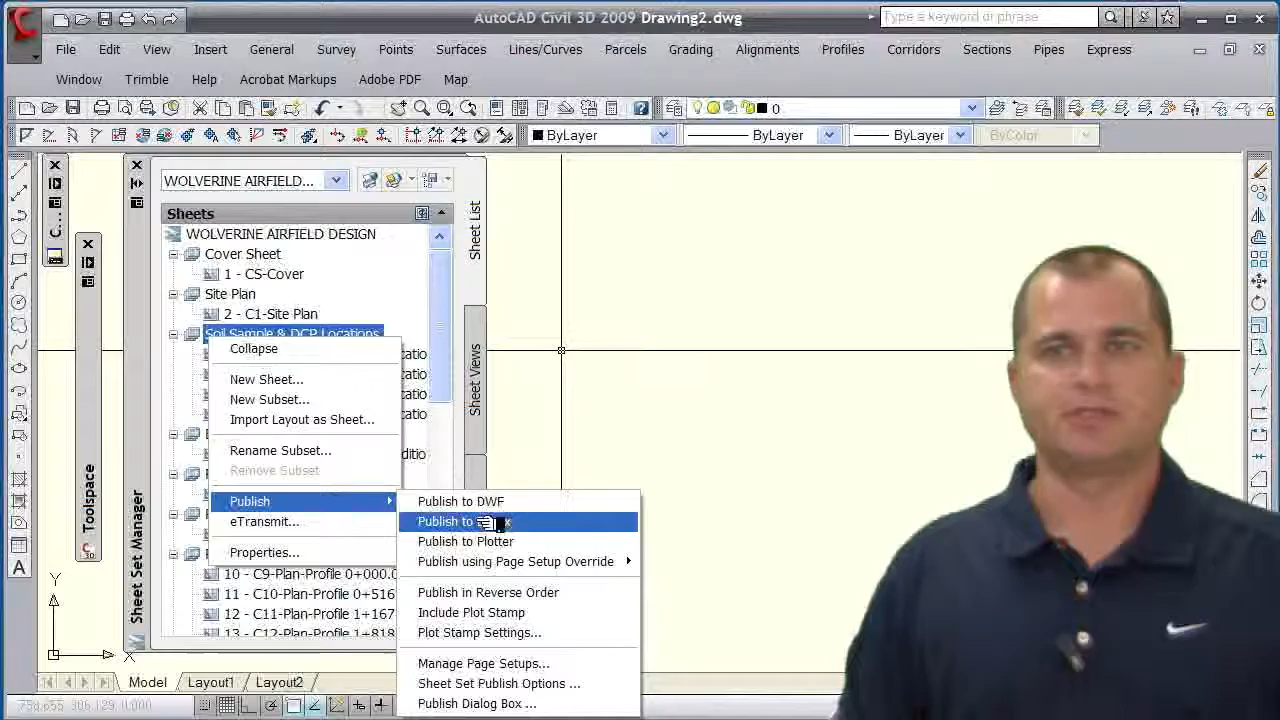 AutoCAD Civil 3D 2009 Drawing2.dwg
Type a keyword or phrase
File Edit View Insert General Survey Points Surfaces Lines/Curves Parcels Grading Alignments Profiles Corridors Sections Pipes Express
Window Trimble Help Acrobat Markups Adobe PDF Map
0
ByLayer ByLayer ByLayer ByColor
WOLVERINE AIRFIELD...
Sheets
WOLVERINE AIRFIELD DESIGN
Cover Sheet
1 - CS-Cover
Site Plan
2 - C1-Site Plan
Soil Sample & DCP Locations
Collapse
New Sheet...
New Subset...
Import Layout as Sheet...
Rename Subset...
Remove Subset
Publish
eTransmit...
Properties...
Publish to DWF
Publish to
Publish to Plotter
Publish using Page Setup Override
Publish in Reverse Order
Include Plot Stamp
Plot Stamp Settings...
Manage Page Setups...
Sheet Set Publish Options ...
Publish Dialog Box ...
10 - C9-Plan-Profile 0+000.0
11 - C10-Plan-Profile 0+516
12 - C11-Plan-Profile 1+167
13 - C12-Plan-Profile 1+818
Sheet List
Sheet Views
C...
Toolspace
Sheet Set Manager
Y
X
Model Layout1 Layout2